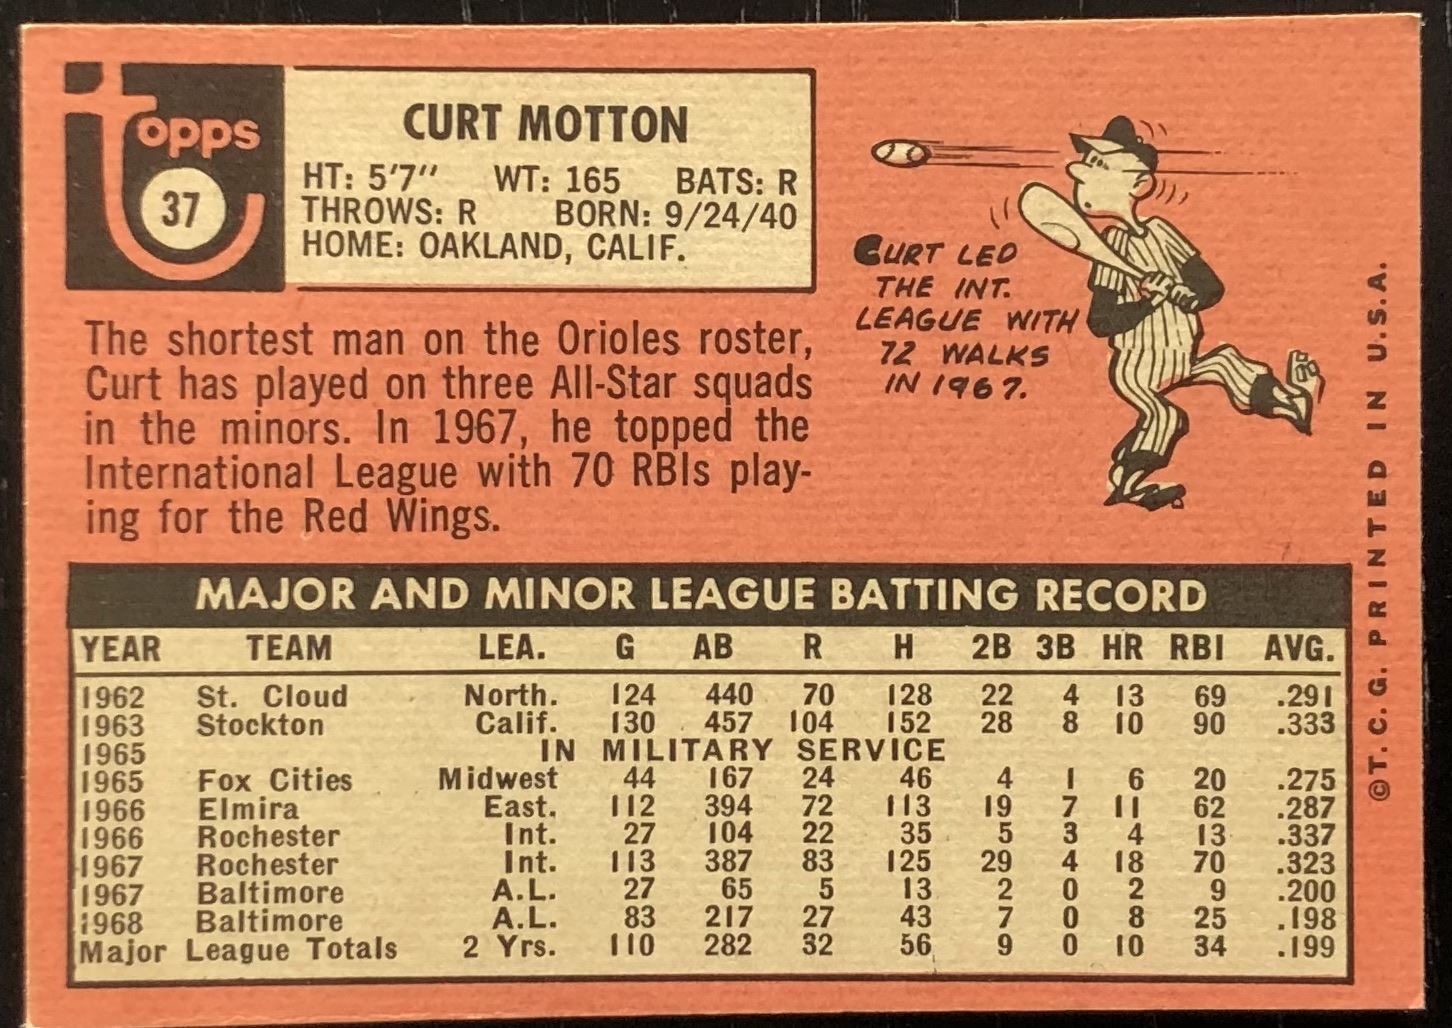 topps
37
CURT MOTTON
HT: 5'7" WT: 165 BATS: R
THROWS: R BORN: 9/24/40
HOME: OAKLAND, CALIF.
The shortest man on the Orioles roster,
Curt has played on three All-Star squads
in the minors. In 1967, he topped the
International League with 70 RBIs play-
ing for the Red Wings.
CURT LED
THE INT.
LEAGUE WITH
72 WALKS
IN 1967.
MAJOR AND MINOR LEAGUE BATTING RECORD
YEAR TEAM LEA. G AB R H 2B 3B HR RBI AVG.
1962 St. Cloud North. 124 440 70 128 22 4 13 69 .291
1963 Stockton Calif. 130 457 104 152 28 8 10 90 .333
1965 IN MILITARY SERVICE
1965 Fox Cities Midwest 44 167 24 46 4 1 6 20 .275
1966 Elmira East. 112 394 72 113 19 7 11 62 .287
1966 Rochester Int. 27 104 22 35 5 3 4 13 .337
1967 Rochester Int. 113 387 83 125 29 4 18 70 .323
1967 Baltimore A.L. 27 65 5 13 2 0 2 9 .200
1968 Baltimore A.L. 83 217 27 43 7 0 8 25 .198
Major League Totals 2 Yrs. 110 282 32 56 9 0 10 34 .199
©T.C.G. PRINTED IN U.S.A.